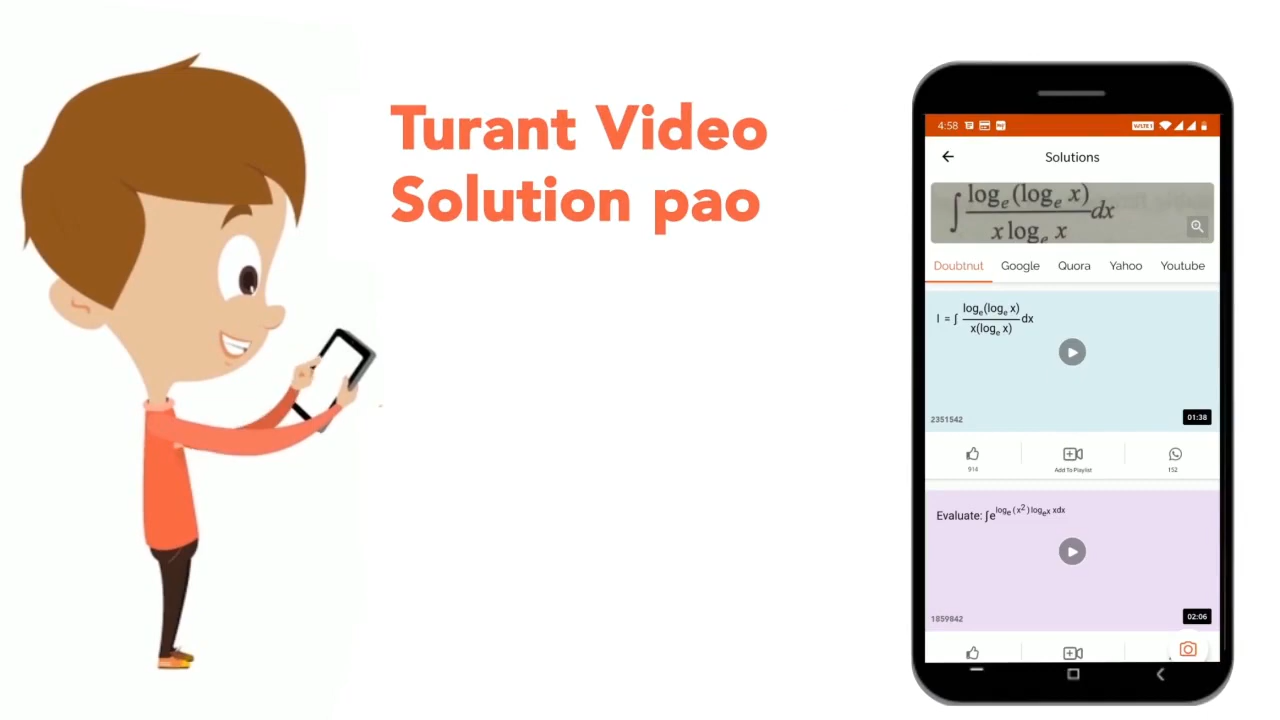 Turant Video
Solution pao
4:58
VoLTE
Solutions
∫ logₑ(logₑ x) / x logₑ x dx
Doubtnut Google Quora Yahoo Youtube
I = ∫ logₑ(logₑ x) / x(logₑ x) dx
2351542 01:38
914 Add To Playlist 152
Evaluate: ∫e^logₑ(x²)logₑx xdx
1859842 02:06